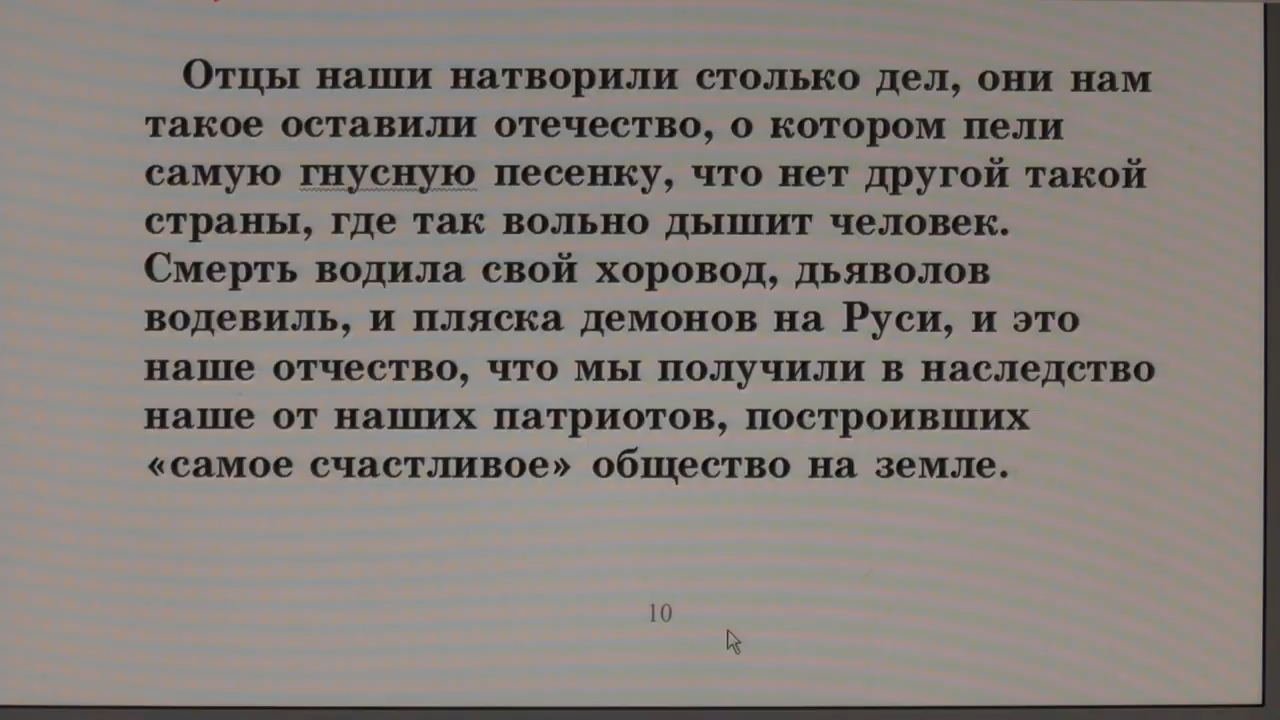 Отцы наши натворили столько дел, они нам
такое оставили отечество, о котором пели
самую гнусную песенку, что нет другой такой
страны, где так вольно дышит человек.
Смерть водила свой хоровод, дьяволов
водевиль, и пляска демонов на Руси, и это
наше отчество, что мы получили в наследство
наше от наших патриотов, построивших
«самое счастливое» общество на земле.
10